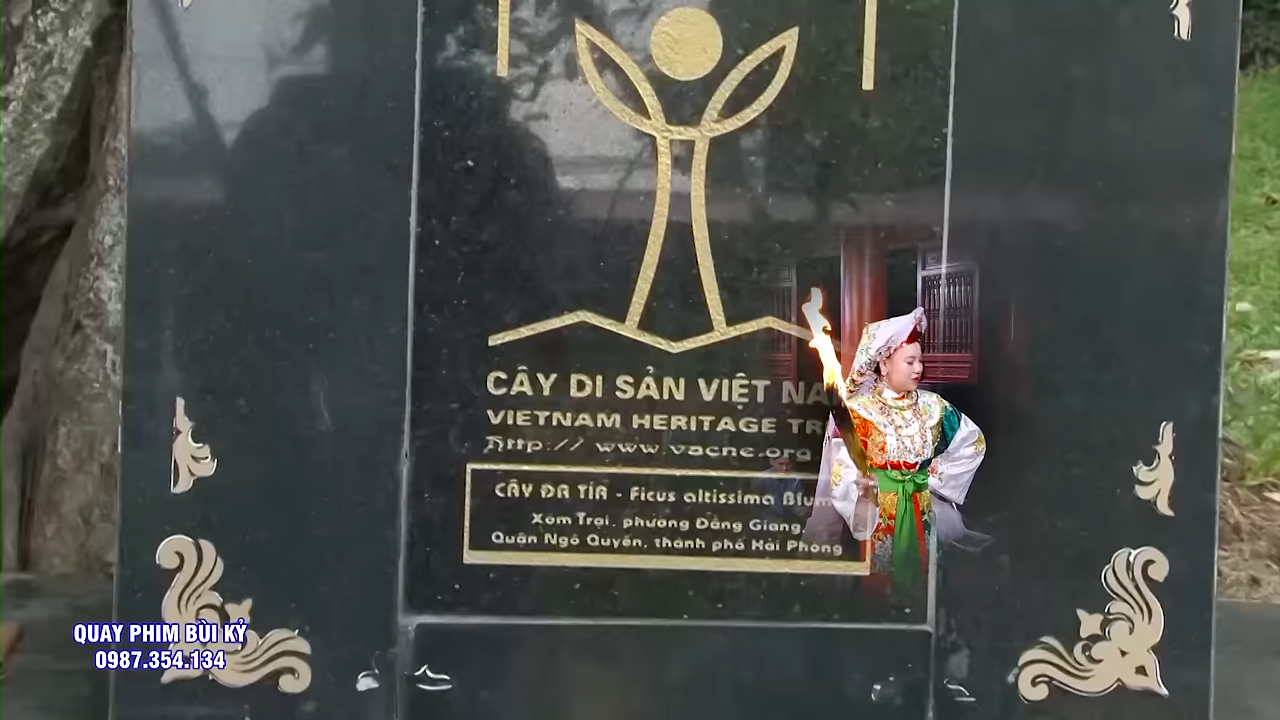 CÂY DI SẢN VIỆT NA
VIETNAM HERITAGE TR
http:// www.vacne.org
CÂY ĐA TÍA - Ficus altissima Blum
Xóm Trại, phường Đằng Giang,
Quận Ngô Quyền, thành phố Hải Phòng
QUAY PHIM BÙI KỶ
0987.354.134